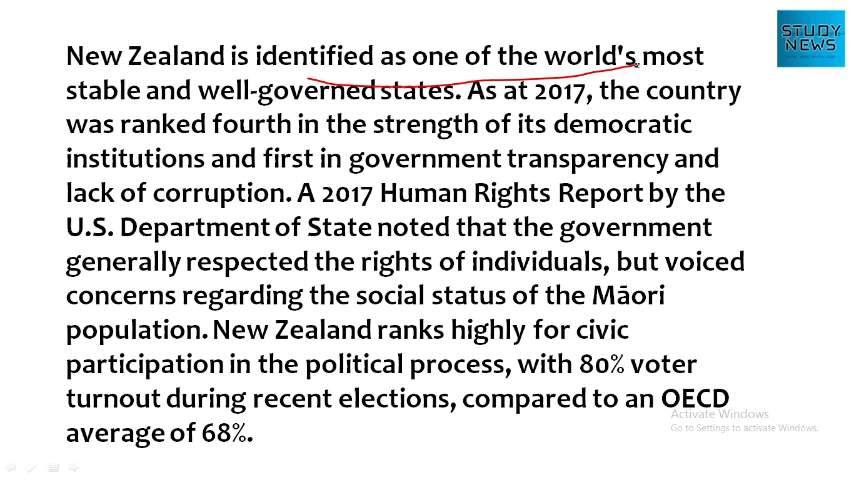 STUDY
NEWS
New Zealand is identified as one of the world's most
stable and well-governed states. As at 2017, the country
was ranked fourth in the strength of its democratic
institutions and first in government transparency and
lack of corruption. A 2017 Human Rights Report by the
U.S. Department of State noted that the government
generally respected the rights of individuals, but voiced
concerns regarding the social status of the Māori
population. New Zealand ranks highly for civic
participation in the political process, with 80% voter
turnout during recent elections, compared to an OECD
average of 68%.
Activate Windows
Go to Settings to activate Windows.